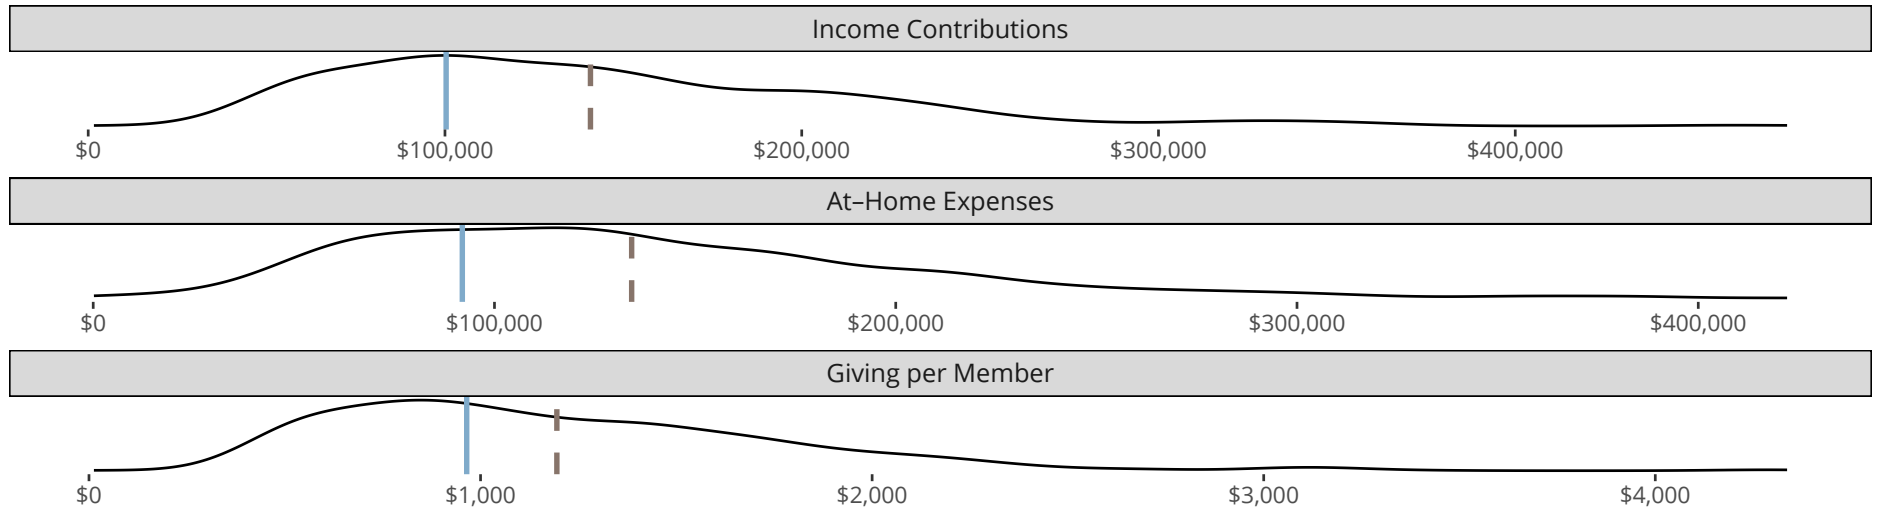 Income Contributions
$0 $100,000 $200,000 $300,000 $400,000
At–Home Expenses
$0 $100,000 $200,000 $300,000 $400,000
Giving per Member
$0 $1,000 $2,000 $3,000 $4,000